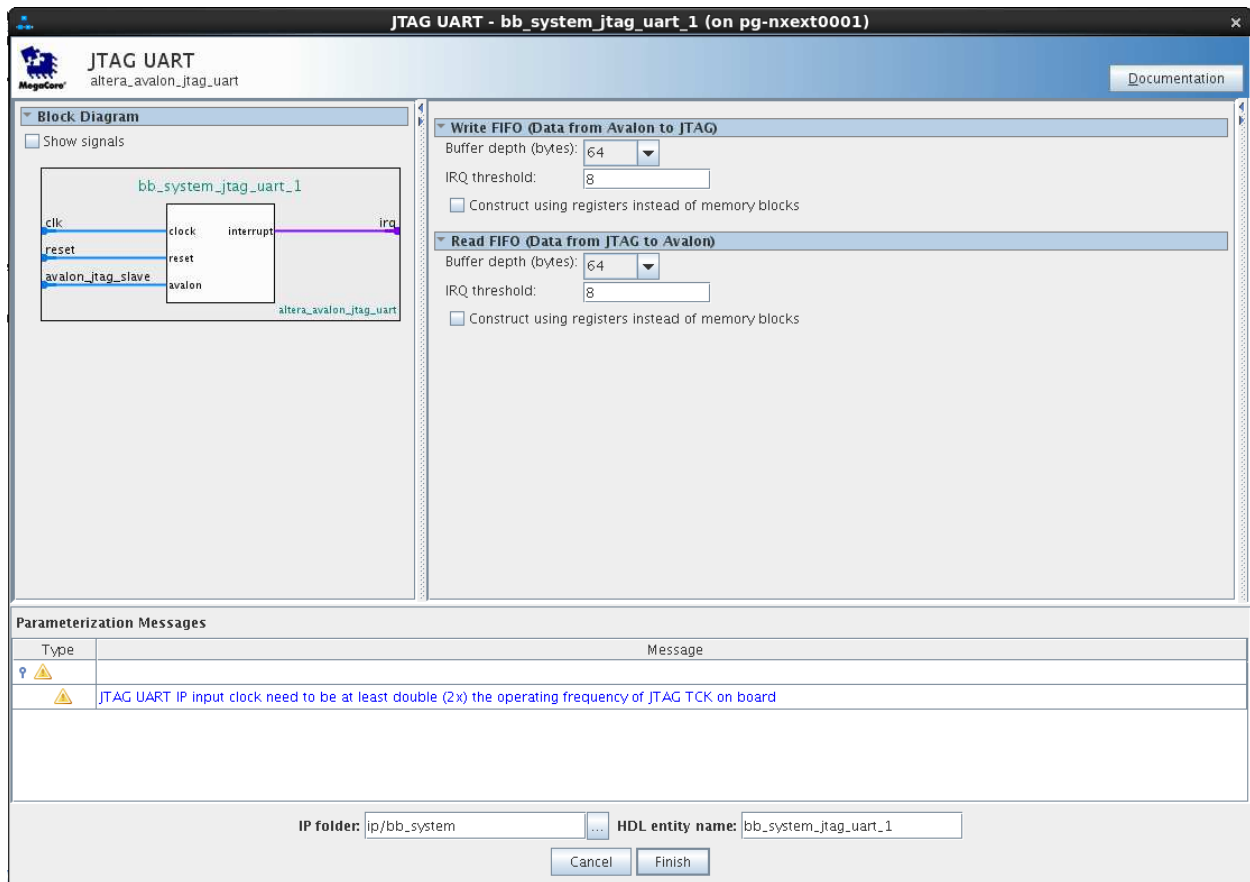 JTAG UART - bb_system_jtag_uart_1 (on pg-nxext0001)
×
MegaCore®
JTAG UART
altera_avalon_jtag_uart
Documentation
Block Diagram
Show signals
bb_system_jtag_uart_1
clk
clock
interrupt
irq
reset
reset
avalon_jtag_slave
avalon
altera_avalon_jtag_uart
Write FIFO (Data from Avalon to JTAG)
Buffer depth (bytes): 64
IRQ threshold: 8
Construct using registers instead of memory blocks
Read FIFO (Data from JTAG to Avalon)
Buffer depth (bytes): 64
IRQ threshold: 8
Construct using registers instead of memory blocks
Parameterization Messages
Type Message
JTAG UART IP input clock need to be at least double (2x) the operating frequency of JTAG TCK on board
IP folder: ip/bb_system ... HDL entity name: bb_system_jtag_uart_1
Cancel Finish